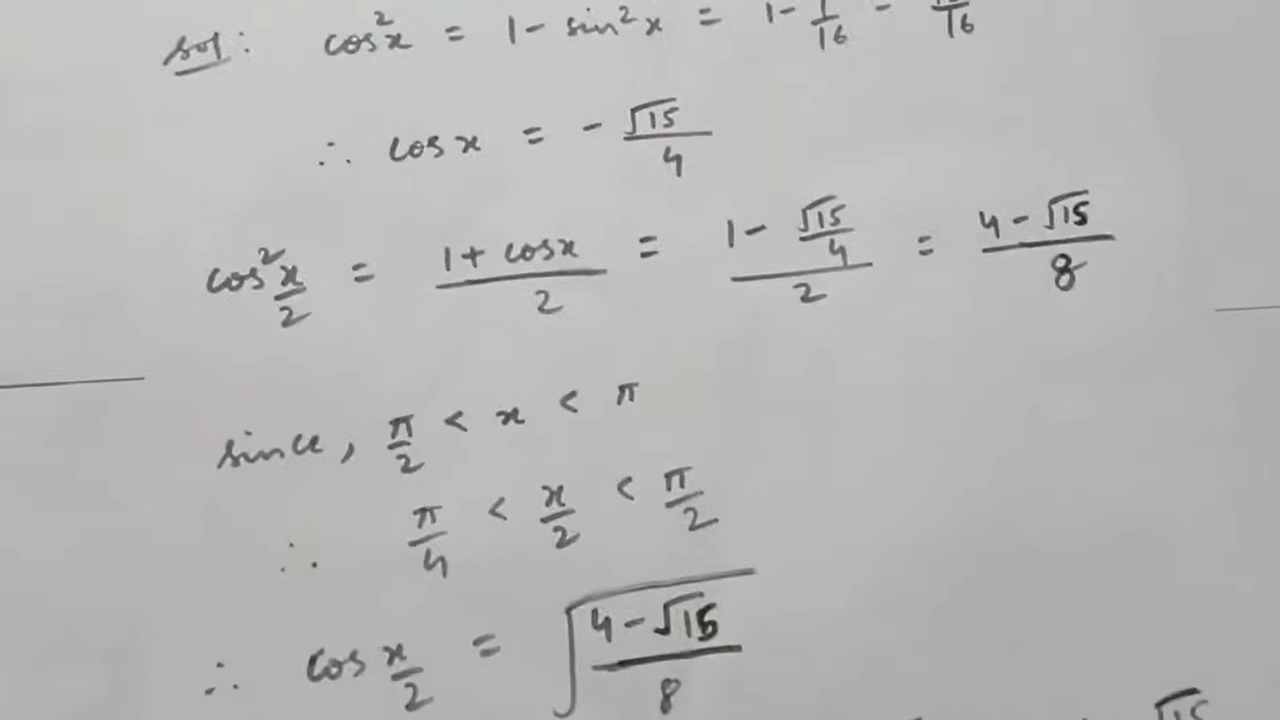 sol: cos²x = 1 - sin²x = 1 - 1/16 = /16
∴ cos x = - √15/4
cos² x/2 = (1 + cos x)/2 = (1 - √15/4)/2 = (4 - √15)/8
since, π/2 < x < π
∴ π/4 < x/2 < π/2
∴ cos x/2 = √((4 - √15)/8)
√15